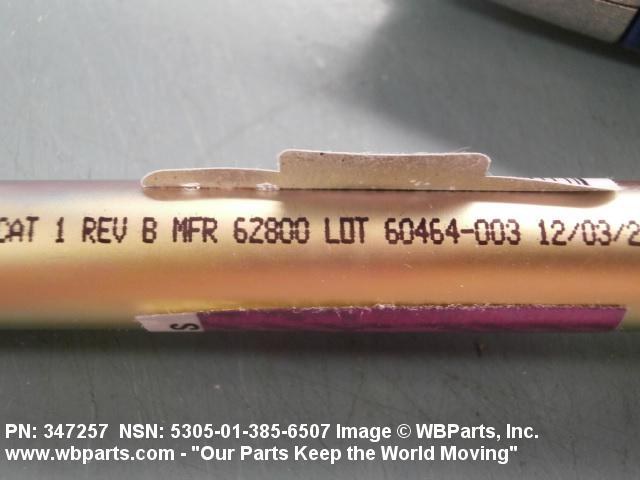 CAT 1 REV B MFR 62800 LOT 60464-003 12/03/2
S
PN: 347257 NSN: 5305-01-385-6507 Image © WBParts, Inc.
www.wbparts.com - "Our Parts Keep the World Moving"